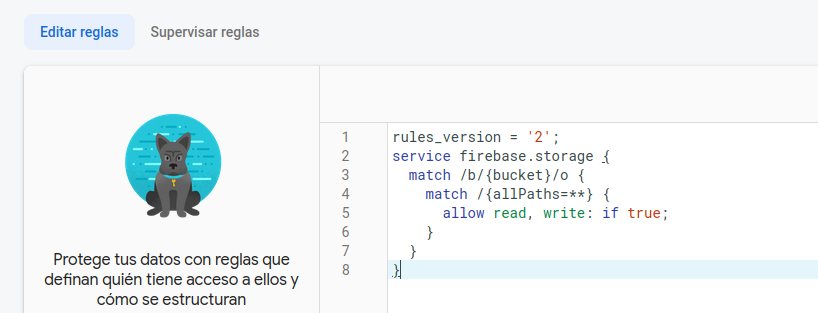 Editar reglas
Supervisar reglas
Protege tus datos con reglas que
definan quién tiene acceso a ellos y
cómo se estructuran
1 rules_version = '2';
2 service firebase.storage {
3   match /b/{bucket}/o {
4     match /{allPaths=**} {
5       allow read, write: if true;
6     }
7   }
8 }